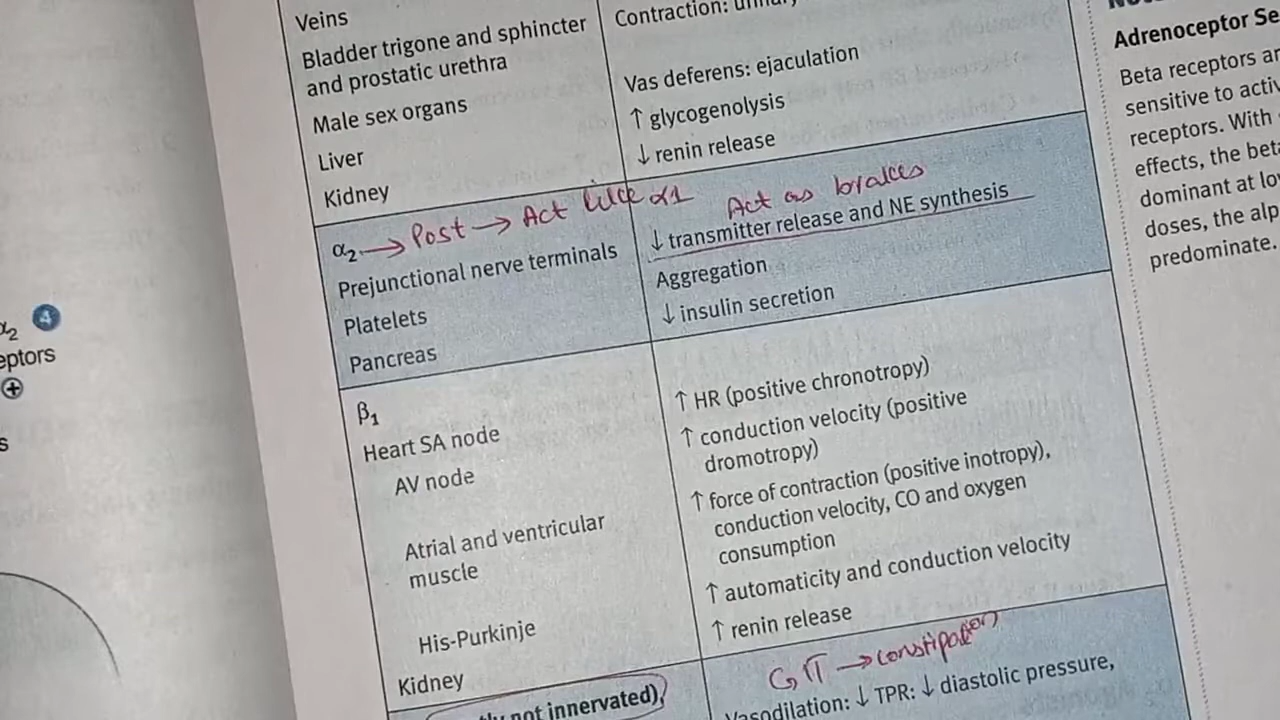 Veins
Bladder trigone and sphincter
and prostatic urethra
Male sex organs
Liver
Kidney
Contraction:
Vas deferens: ejaculation
↑ glycogenolysis
↓ renin release
α2 → Post → Act like α1
Act as brakes
Prejunctional nerve terminals
↓ transmitter release and NE synthesis
Platelets
Aggregation
Pancreas
↓ insulin secretion
β1
Heart SA node
↑ HR (positive chronotropy)
AV node
↑ conduction velocity (positive
dromotropy)
Atrial and ventricular
muscle
↑ force of contraction (positive inotropy),
conduction velocity, CO and oxygen
consumption
His-Purkinje
↑ automaticity and conduction velocity
Kidney
↑ renin release
not innervated),
GIT → constipation
Vasodilation: ↓ TPR: ↓ diastolic pressure,
Adrenoceptor Se
Beta receptors ar
sensitive to activ
receptors. With
effects, the bet
dominant at lo
doses, the alp
predominate.
α2 4
eptors
+
s